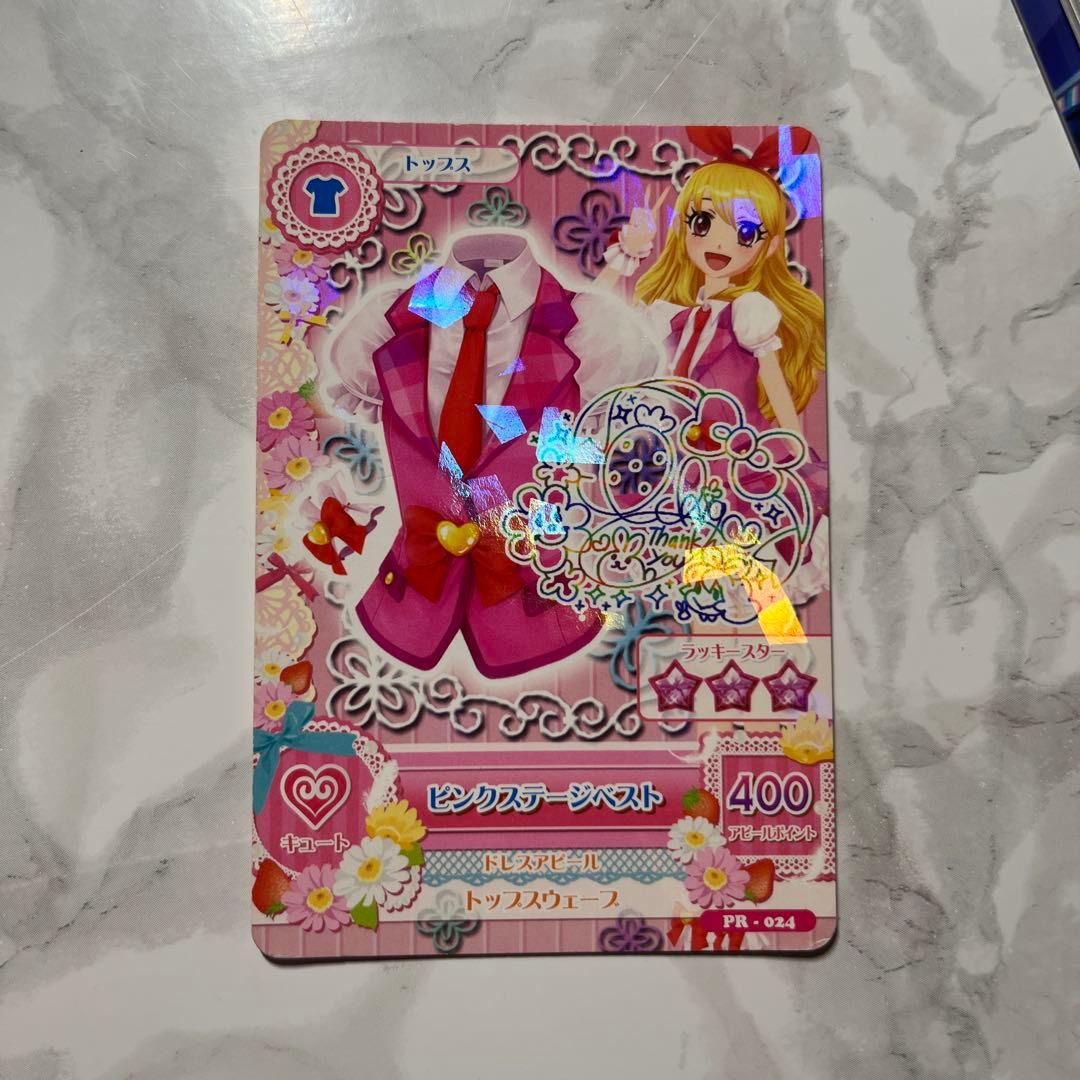 トップス
Thank
you
ラッキースター
ピンクステージベスト
400
アピールポイント
キュート
ドレスアピール
トップスウェーブ
PR - 024